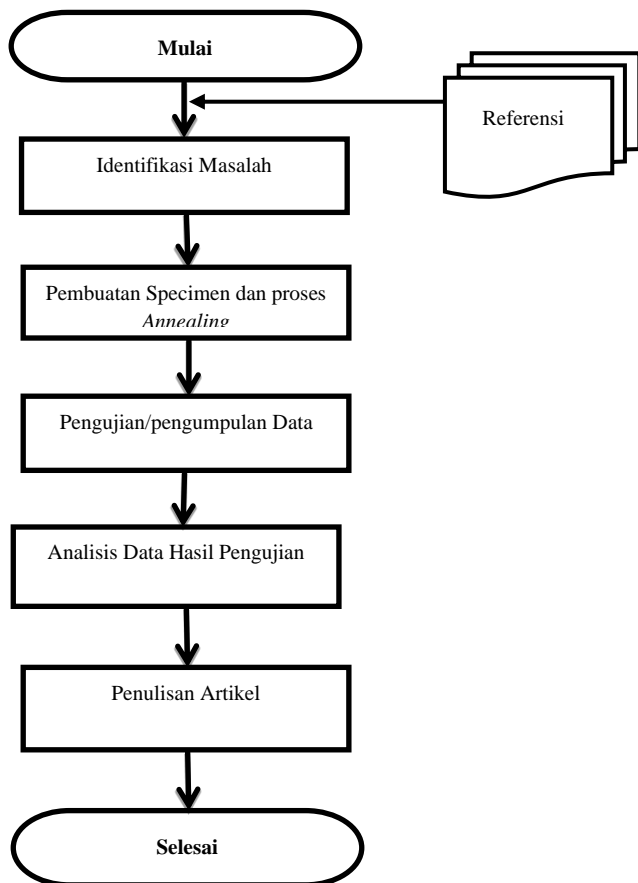 Mulai
Referensi
Identifikasi Masalah
Pembuatan Specimen dan proses
Annealing
Pengujian/pengumpulan Data
Analisis Data Hasil Pengujian
Penulisan Artikel
Selesai